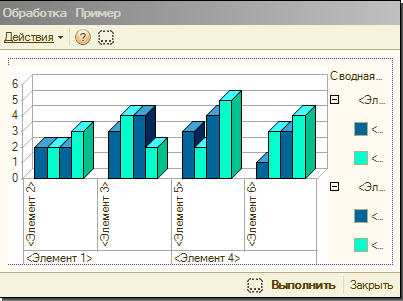 Обработка Пример
Действия
?
Сводная...
6
5
4
3
2
1
0
<Эл...
<...
<...
<Эл...
<...
<...
<Элемент 2>
<Элемент 3>
<Элемент 5>
<Элемент 6>
<Элемент 1>
<Элемент 4>
Выполнить Закрыть